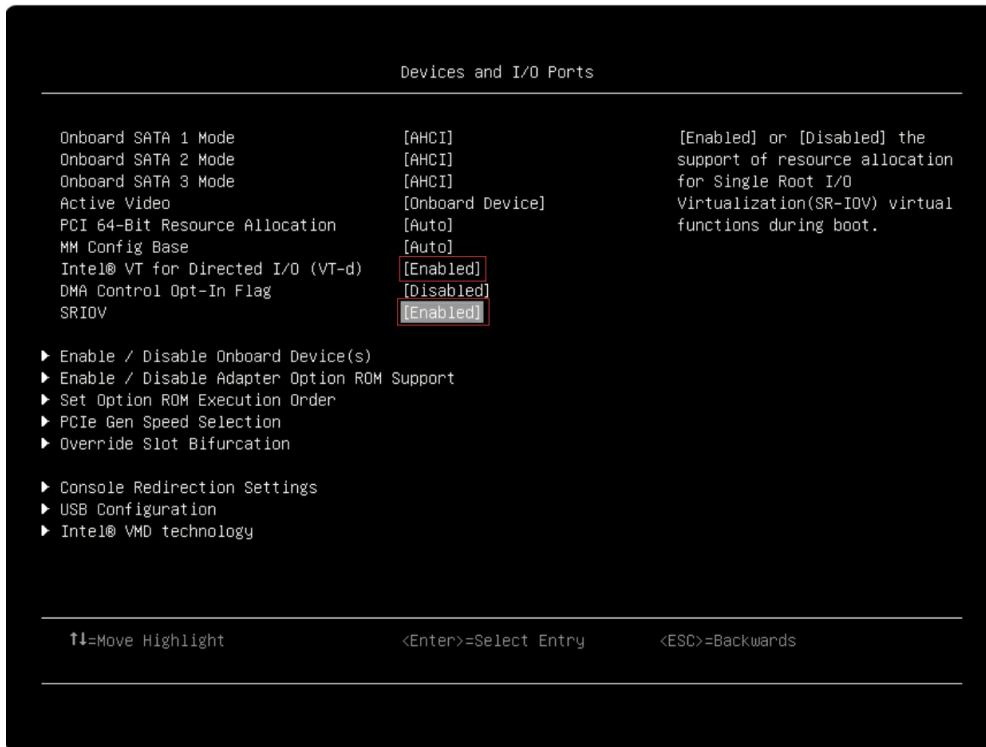 Devices and I/O Ports
Onboard SATA 1 Mode [AHCI]
Onboard SATA 2 Mode [AHCI]
Onboard SATA 3 Mode [AHCI]
Active Video [Onboard Device]
PCI 64-Bit Resource Allocation [Auto]
MM Config Base [Auto]
Intel® VT for Directed I/O (VT-d) [Enabled]
DMA Control Opt-In Flag [Disabled]
SRIOV [Enabled]
[Enabled] or [Disabled] the
support of resource allocation
for Single Root I/O
Virtualization(SR-IOV) virtual
functions during boot.
▶ Enable / Disable Onboard Device(s)
▶ Enable / Disable Adapter Option ROM Support
▶ Set Option ROM Execution Order
▶ PCIe Gen Speed Selection
▶ Override Slot Bifurcation
▶ Console Redirection Settings
▶ USB Configuration
▶ Intel® VMD technology
↑↓=Move Highlight <Enter>=Select Entry <ESC>=Backwards